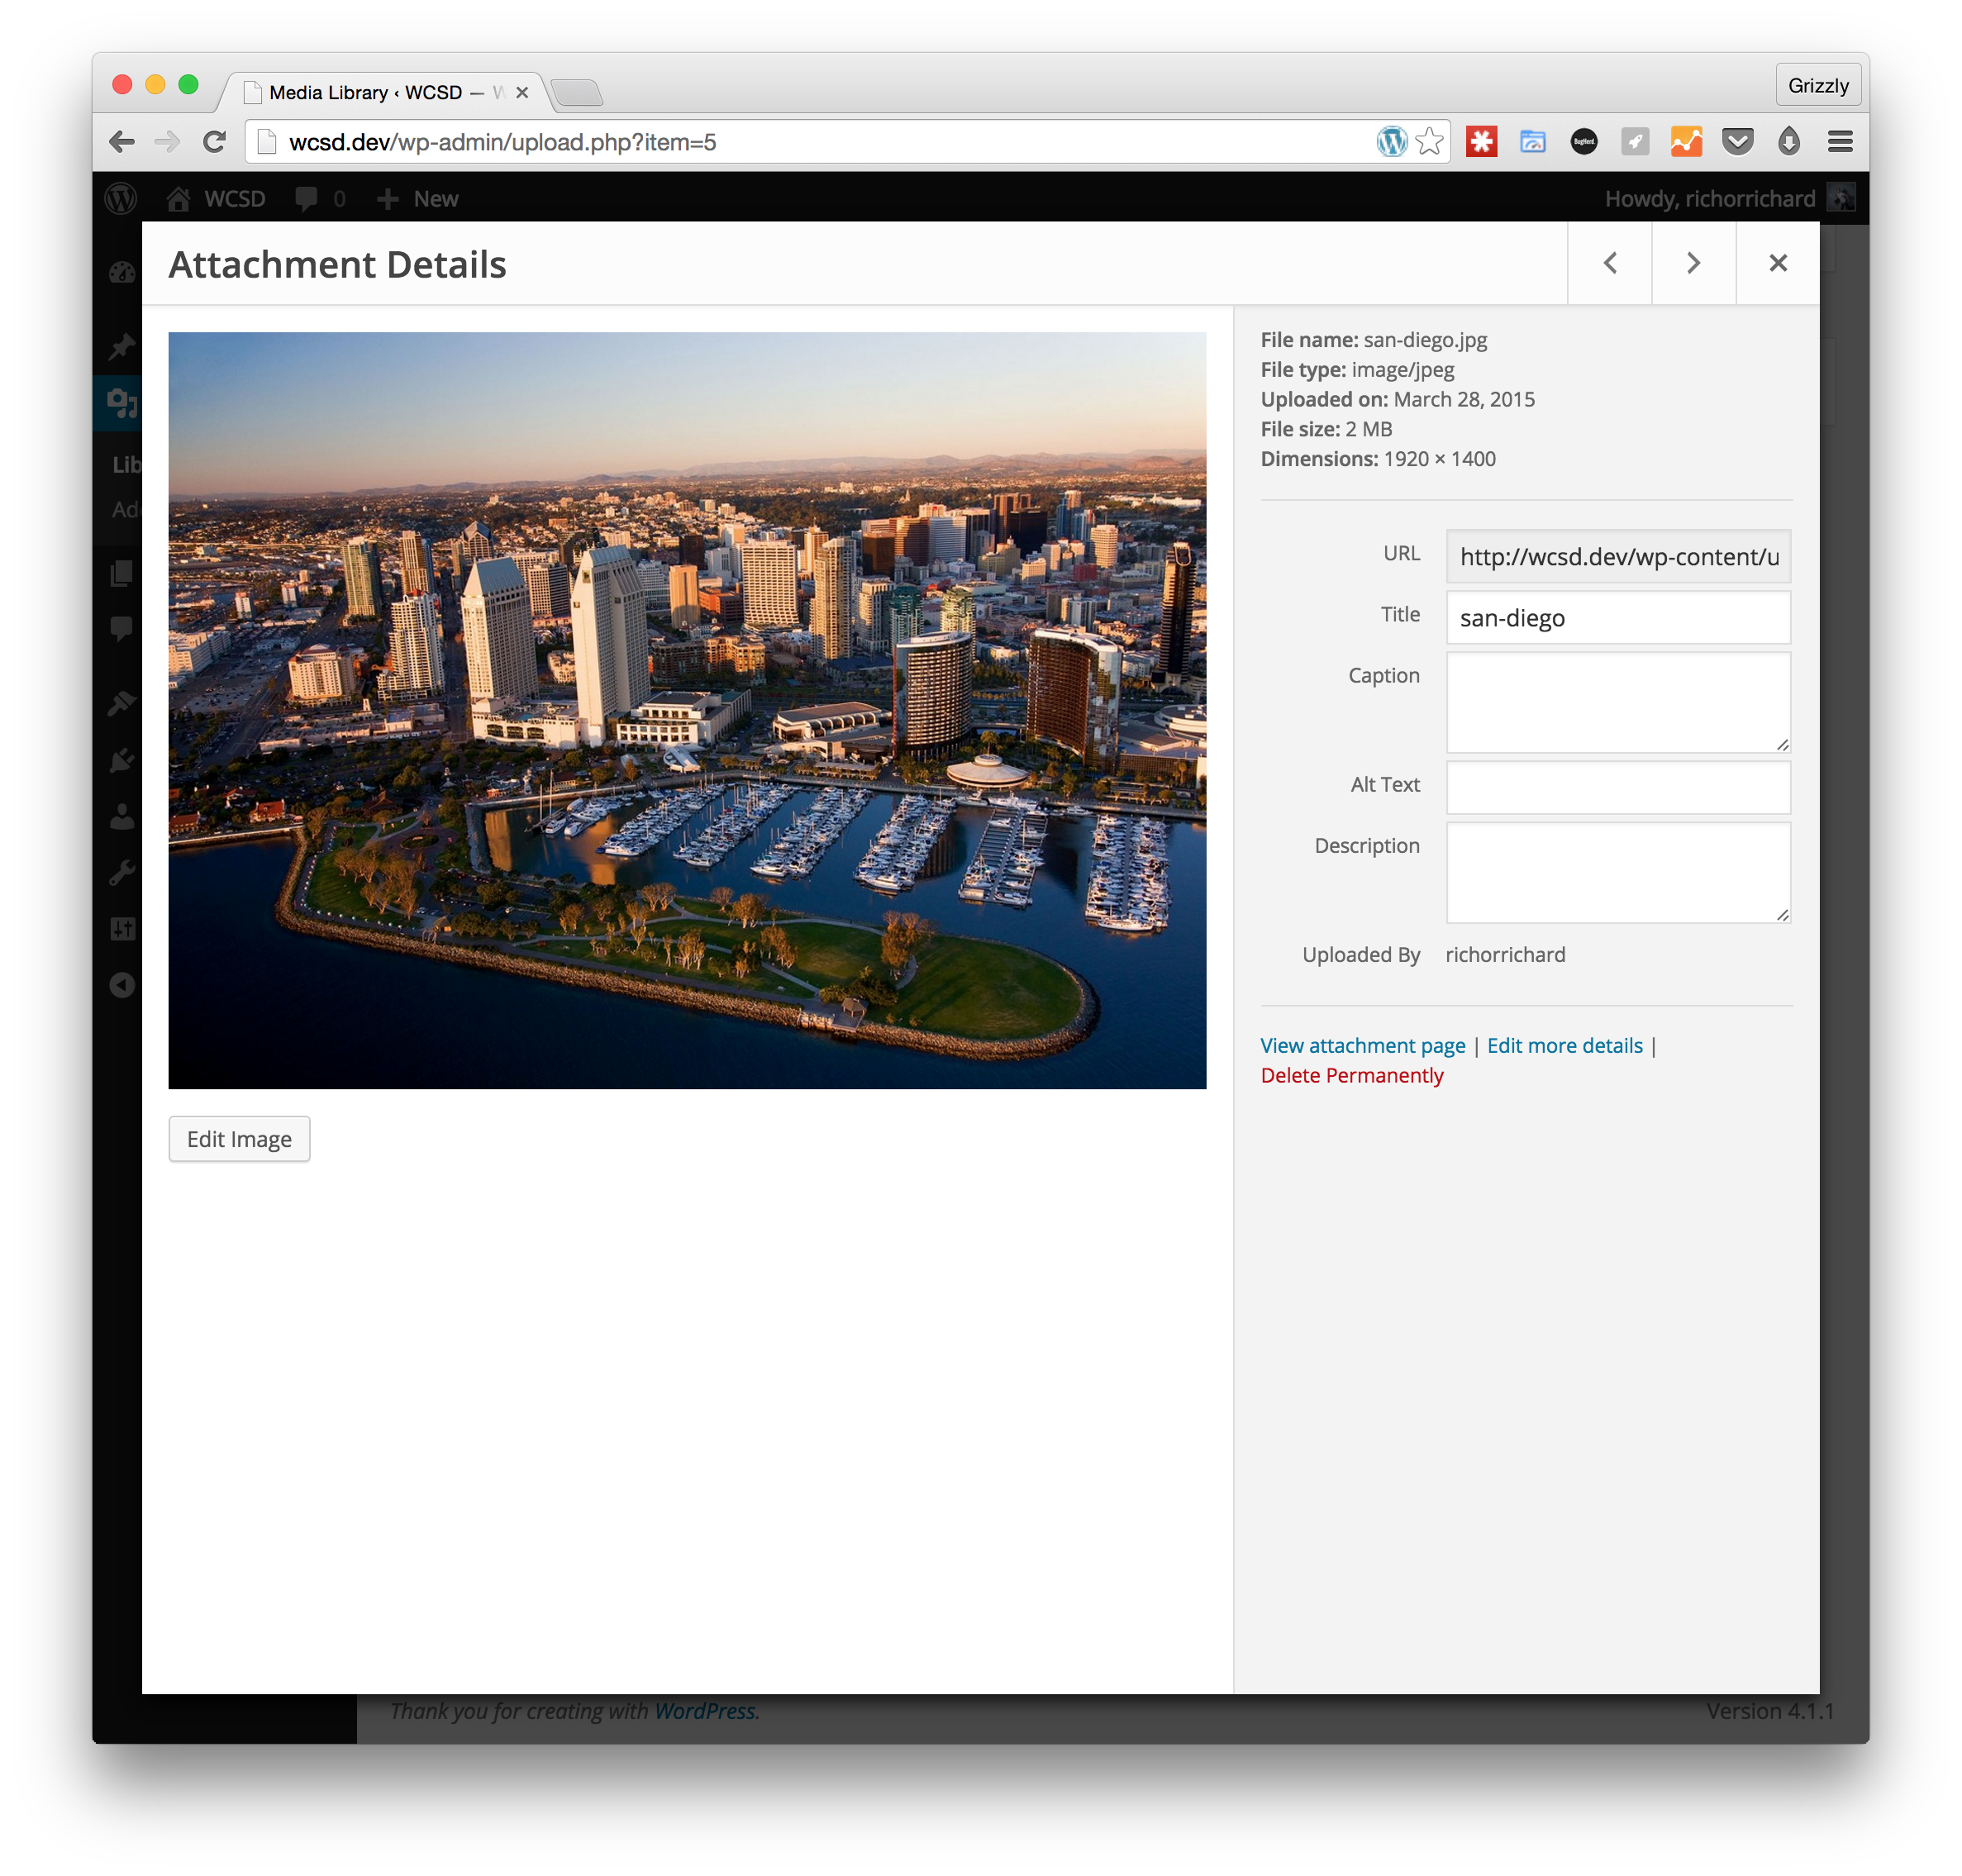 Media Library ‹ WCSD —
Grizzly
wcsd.dev/wp-admin/upload.php?item=5
WCSD 0 New
Howdy, richorrichard
Attachment Details
File name: san-diego.jpg
File type: image/jpeg
Uploaded on: March 28, 2015
File size: 2 MB
Dimensions: 1920 × 1400
Lib
Ad
URL http://wcsd.dev/wp-content/u
Title san-diego
Caption
Alt Text
Description
Uploaded By richorrichard
View attachment page | Edit more details |
Delete Permanently
Edit Image
Thank you for creating with WordPress.
Version 4.1.1